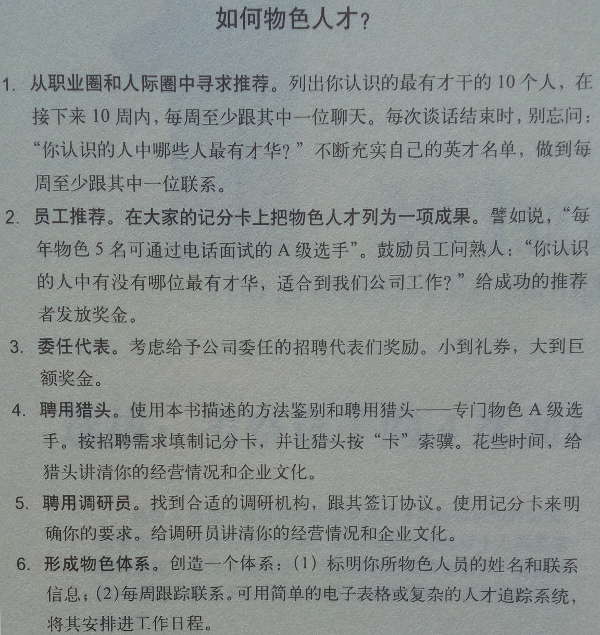 如何物色人才?
1. 从职业圈和人际圈中寻求推荐。列出你认识的最有才干的10个人，在
接下来10周内，每周至少跟其中一位聊天。每次谈话结束时，别忘问：
“你认识的人中哪些人最有才华？”不断充实自己的英才名单，做到每
周至少跟其中一位联系。
2. 员工推荐。在大家的记分卡上把物色人才列为一项成果。譬如说，“每
年物色5名可通过电话面试的A级选手”。鼓励员工问熟人：“你认识
的人中有没有哪位最有才华，适合到我们公司工作？”给成功的推荐
者发放奖金。
3. 委任代表。考虑给予公司委任的招聘代表们奖励。小到礼券，大到巨
额奖金。
4. 聘用猎头。使用本书描述的方法鉴别和聘用猎头——专门物色A级选
手。按招聘需求填制记分卡，并让猎头按“卡”索骥。花些时间，给
猎头讲清你的经营情况和企业文化。
5. 聘用调研员。找到合适的调研机构，跟其签订协议。使用记分卡来明
确你的要求。给调研员讲清你的经营情况和企业文化。
6. 形成物色体系。创造一个体系：(1) 标明你所物色人员的姓名和联系
信息；(2)每周跟踪联系。可用简单的电子表格或复杂的人才追踪系统，
将其安排进工作日程。